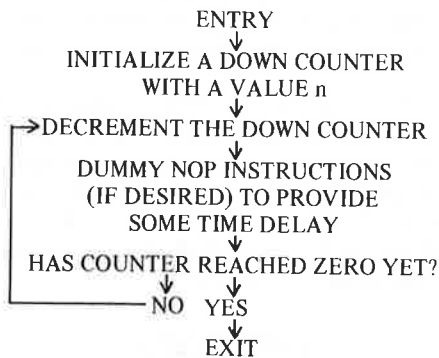 ENTRY
INITIALIZE A DOWN COUNTER
WITH A VALUE n
DECREMENT THE DOWN COUNTER
DUMMY NOP INSTRUCTIONS
(IF DESIRED) TO PROVIDE
SOME TIME DELAY
HAS COUNTER REACHED ZERO YET?
NO YES
EXIT